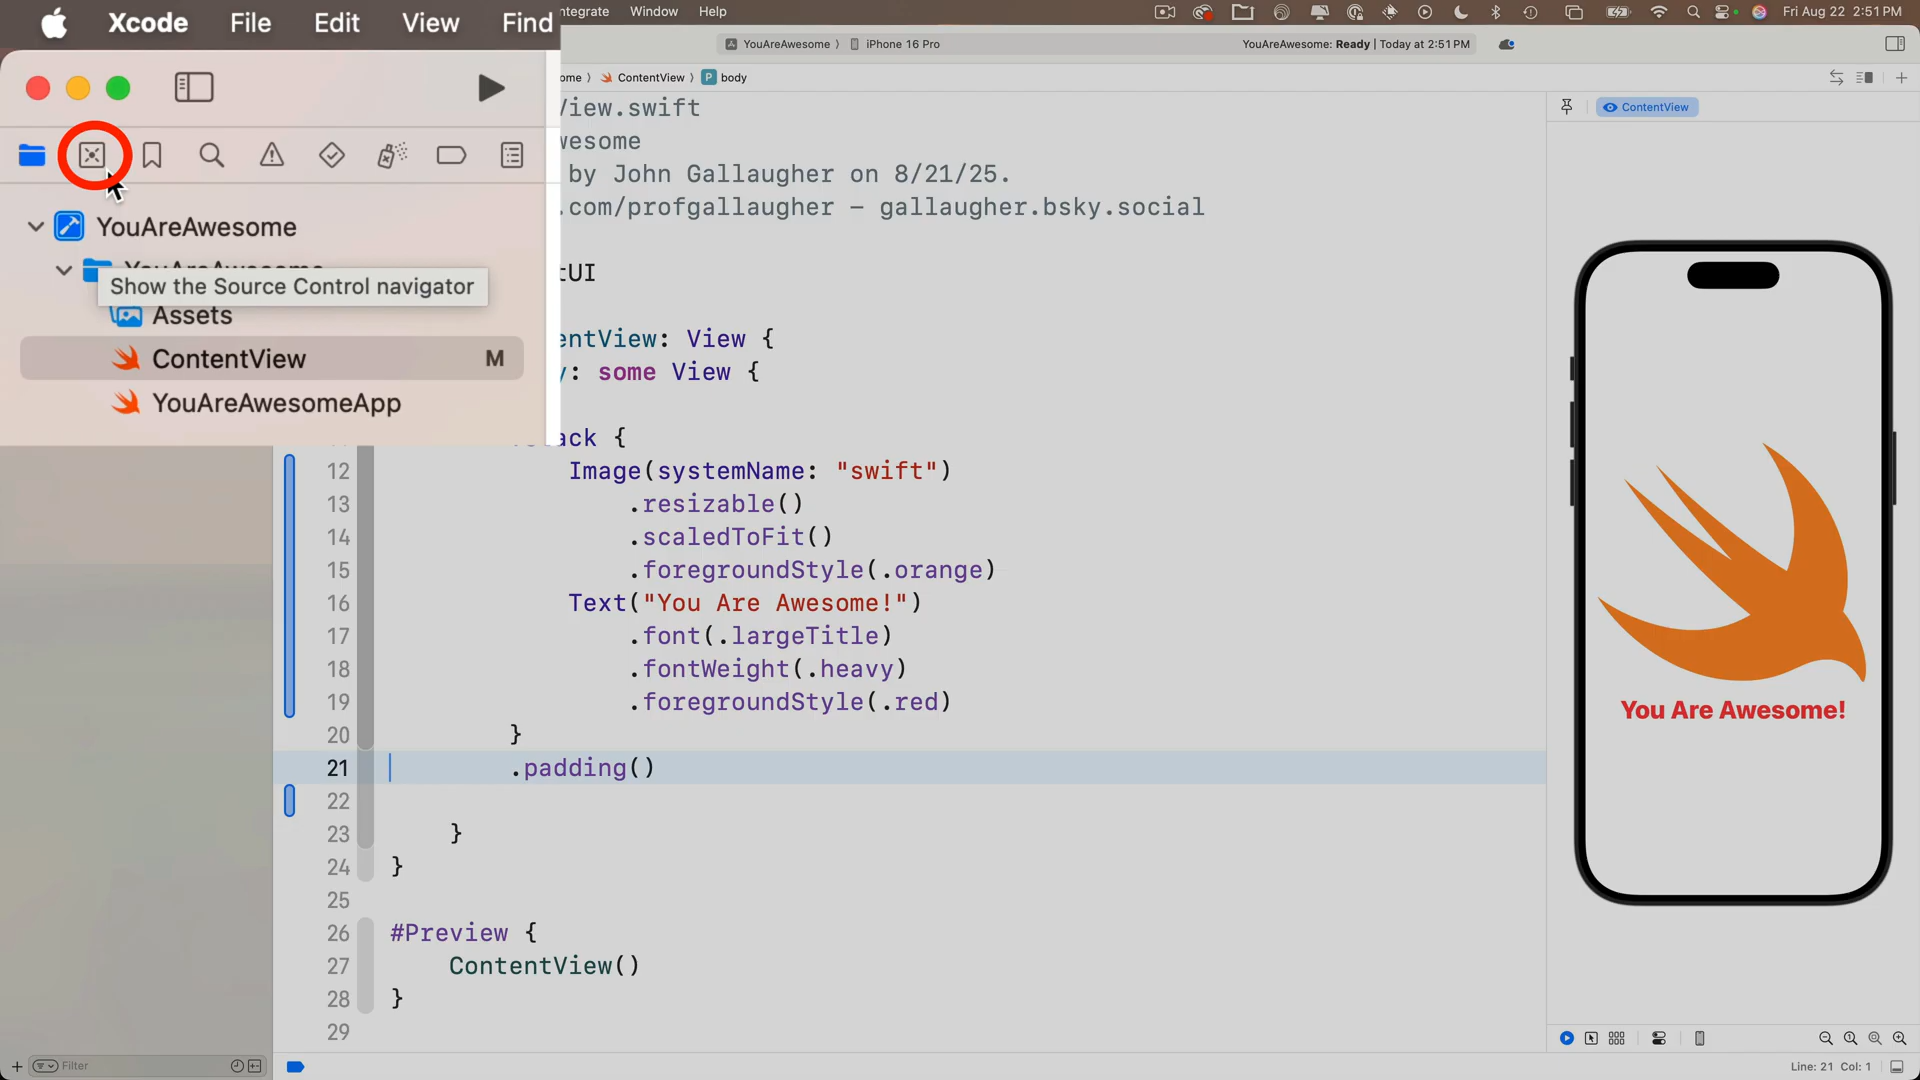 Xcode File Edit View Find
ntegrate Window Help
Fri Aug 22 2:51 PM
YouAreAwesome
iPhone 16 Pro
YouAreAwesome: Ready | Today at 2:51 PM
ome
ContentView
P body
ContentView
YouAreAwesome
Show the Source Control navigator
Assets
ContentView M
YouAreAwesomeApp
View.swift
wesome
by John Gallaugher on 8/21/25.
.com/profgallaugher – gallaugher.bsky.social
tUI
entView: View {
y: some View {
ack {
12 Image(systemName: "swift")
13 .resizable()
14 .scaledToFit()
15 .foregroundStyle(.orange)
16 Text("You Are Awesome!")
17 .font(.largeTitle)
18 .fontWeight(.heavy)
19 .foregroundStyle(.red)
20 }
21 .padding()
22
23 }
24 }
25
26 #Preview {
27 ContentView()
28 }
29
You Are Awesome!
Filter
Line: 21 Col: 1